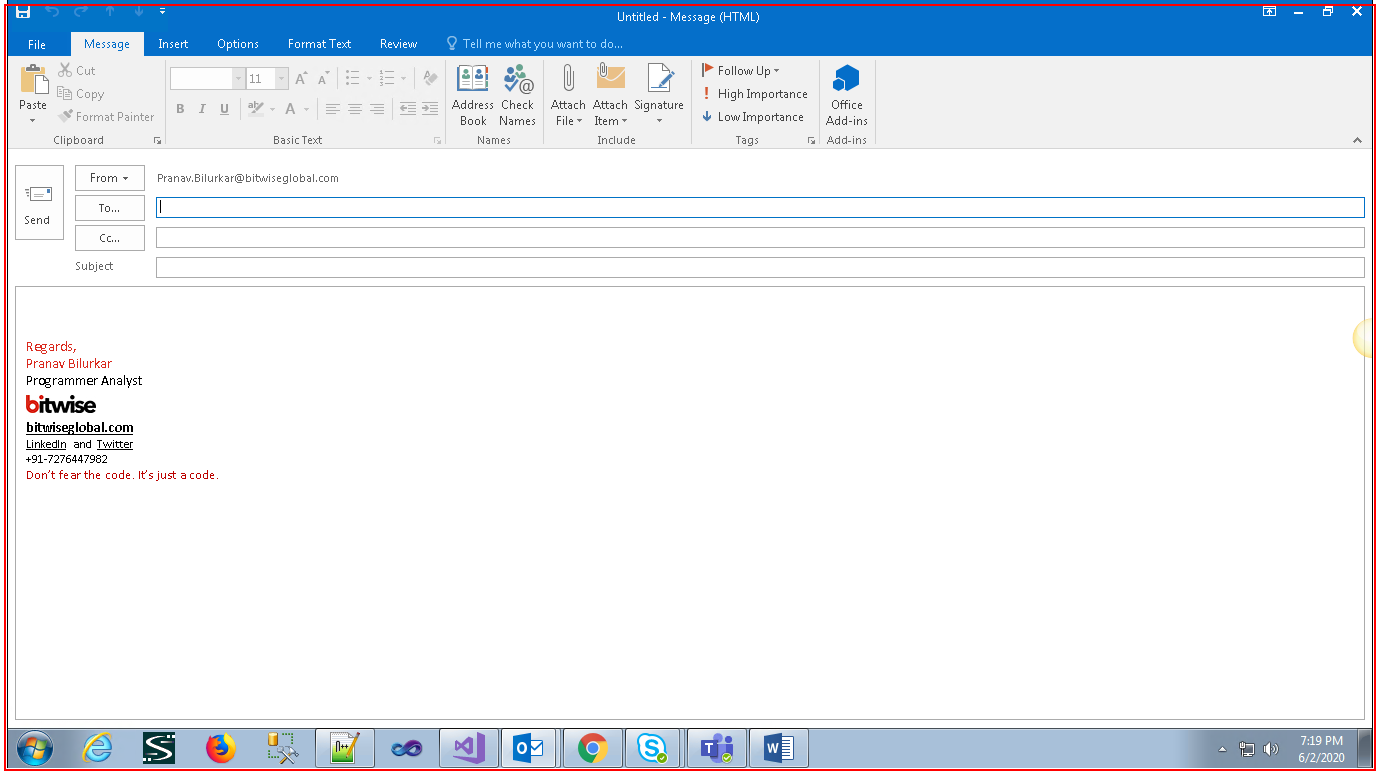 Untitled - Message (HTML)
File Message Insert Options Format Text Review Tell me what you want to do...
Paste
Cut
Copy
Format Painter
Clipboard
11
B I U
A
Basic Text
Address Book
Check Names
Names
Attach File
Attach Item
Signature
Include
Follow Up
High Importance
Low Importance
Tags
Office Add-ins
Add-ins
Send
From
Pranav.Bilurkar@bitwiseglobal.com
To...
Cc...
Subject
Regards,
Pranav Bilurkar
Programmer Analyst
bitwise
bitwiseglobal.com
LinkedIn and Twitter
+91-7276447982
Don't fear the code. It's just a code.
7:19 PM
6/2/2020